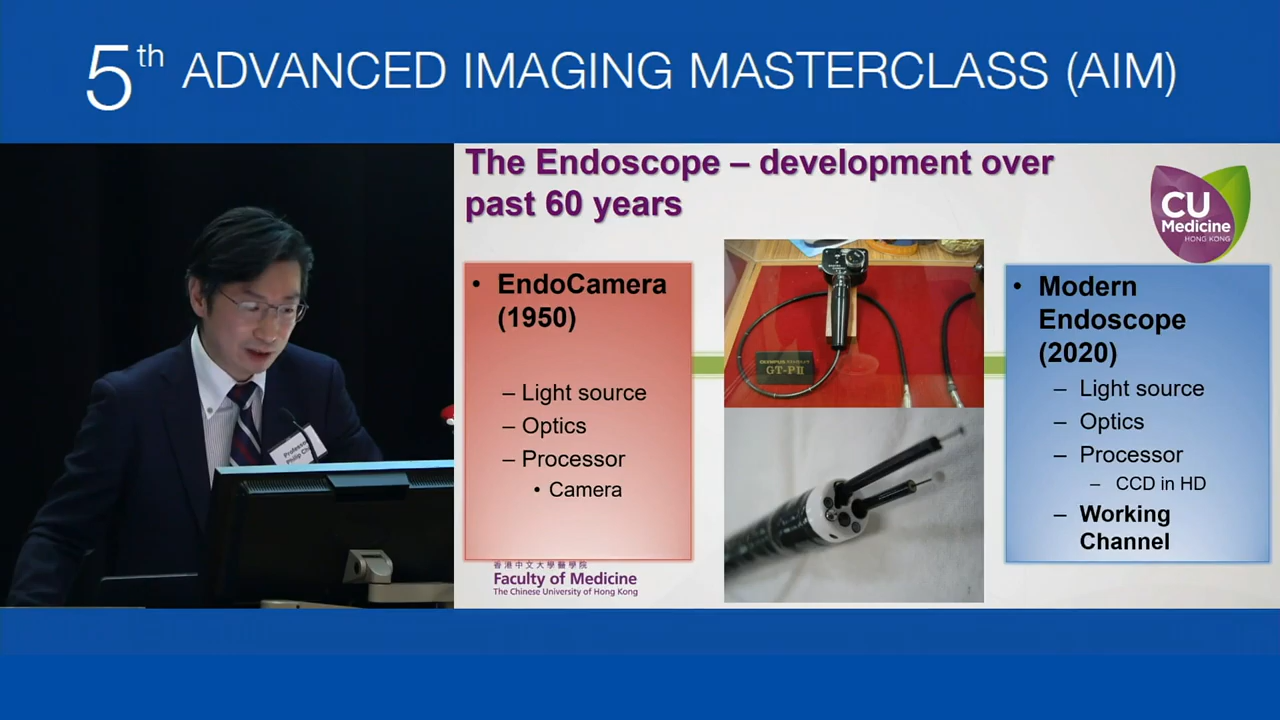 5th ADVANCED IMAGING MASTERCLASS (AIM)
The Endoscope – development over
past 60 years
CU
Medicine
HONG KONG
• EndoCamera
(1950)
– Light source
– Optics
– Processor
• Camera
GT-PII
• Modern
Endoscope
(2020)
– Light source
– Optics
– Processor
– CCD in HD
– Working
Channel
香港中文大學醫學院
Faculty of Medicine
The Chinese University of Hong Kong